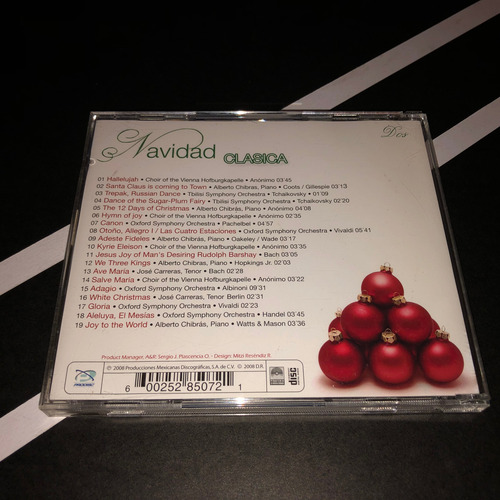 Navidad CLASICA
Dos
01 Hallelujah • Choir of the Vienna Hofburgkapelle • Anónimo 03'45
02 Santa Claus is coming to Town • Alberto Chibrás, Piano • Coots / Gillespie 03'13
03 Trepak, Russian Dance • Tbilisi Symphony Orchestra • Tchaikovsky • 01'09
04 Dance of the Sugar-Plum Fairy • Tbilisi Symphony Orchestra • Tchaikovsky 02'20
05 The 12 Days of Christmas • Alberto Chibrás, Piano • Anónimo 04'08
06 Hymn of joy • Choir of the Vienna Hofburgkapelle • Anónimo 02'35
07 Canon • Oxford Symphony Orchestra • Pachelbel • 04'57
08 Otoño, Allegro I / Las Cuatro Estaciones • Oxford Symphony Orchestra • Vivaldi 05'41
09 Adeste Fideles • Alberto Chibrás, Piano • Oakeley / Wade 03'17
10 Kyrie Eleison • Choir of the Vienna Hofburgkapelle • Anónimo 02'35
11 Jesus Joy of Man's Desiring Rudolph Barshay • Bach 03'05
12 We Three Kings • Alberto Chibras, Piano • Hopkings Jr. 02'03
13 Ave María • José Carreras, Tenor • Bach 02'28
14 Salve María • Choir of the Vienna Hofburgkapelle • Anónimo 03'22
15 Adagio • Oxford Symphony Orchestra • Albinoni 09'31
16 White Christmas • José Carreras, Tenor Berlin 02'31
17 Gloria • Oxford Symphony Orchestra • Vivaldi 02'23
18 Aleluya, El Mesías • Oxford Symphony Orchestra • Handel 03'45
19 Joy to the World • Alberto Chibrás, Piano • Watts & Mason 03'36
Product Manager, A&R: Sergio J. Plascencia O. • Design: Mitzi Reséndiz B.
℗ 2008 Producciones Mexicanas Discográficas, S.A. de C.V. © 2008 D.R.
6 00252 85072 1
disc